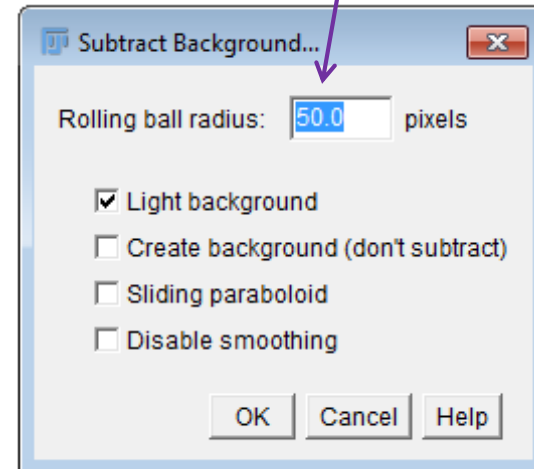 Subtract Background...
Rolling ball radius: 50.0 pixels
Light background
Create background (don't subtract)
Sliding paraboloid
Disable smoothing
OK Cancel Help